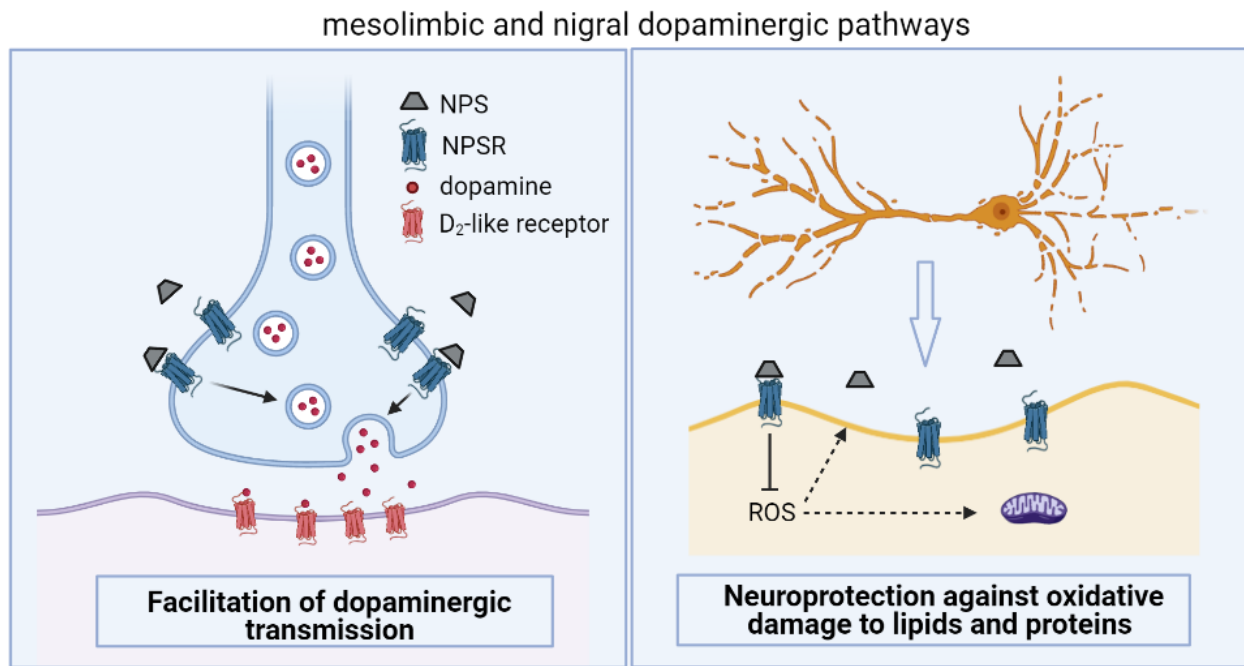 mesolimbic and nigral dopaminergic pathways
NPS
NPSR
dopamine
D₂-like receptor
Facilitation of dopaminergic
transmission
ROS
Neuroprotection against oxidative
damage to lipids and proteins